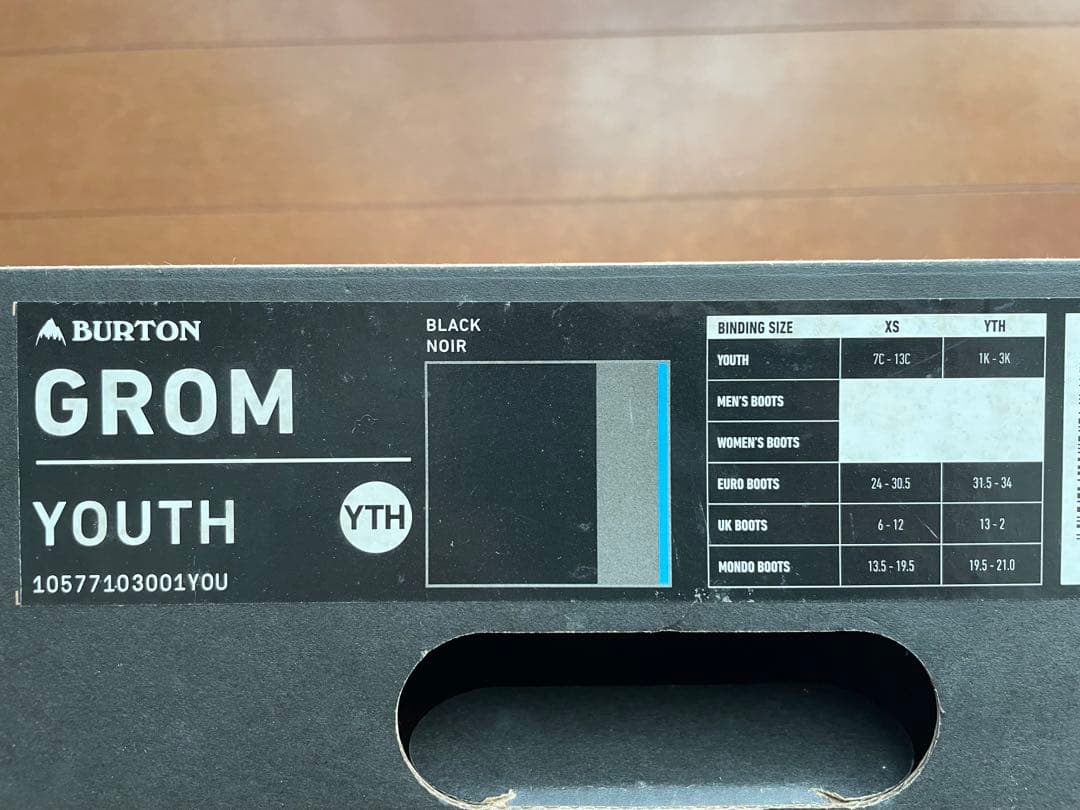 BURTON
GROM
YOUTH
YTH
10577103001YOU
BLACK
NOIR
BINDING SIZE XS YTH
YOUTH 7C - 13C 1K - 3K
MEN'S BOOTS
WOMEN'S BOOTS
EURO BOOTS 24 - 30.5 31.5 - 34
UK BOOTS 6 - 12 13 - 2
MONDO BOOTS 13.5 - 19.5 19.5 - 21.0